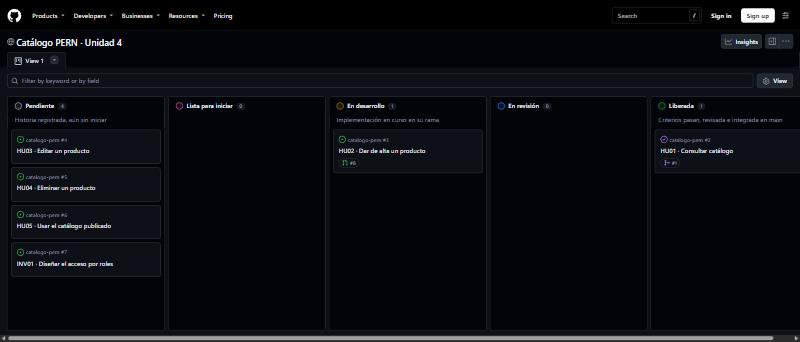 Products Developers Businesses Resources Pricing Search / Sign in Sign up
Catálogo PERN - Unidad 4 Insights
View 1
Filter by keyword or by field View
Pendiente 4
Historia registrada, aún sin iniciar
catalogo-pern #4
HU03 - Editar un producto
catalogo-pern #5
HU04 - Eliminar un producto
catalogo-pern #6
HU05 - Usar el catálogo publicado
catalogo-pern #7
INV01 - Diseñar el acceso por roles
Lista para iniciar 0
En desarrollo 1
Implementación en curso en su rama
catalogo-pern #3
HU02 - Dar de alta un producto
En revisión 0
Liberada 1
Criterios pasan, revisada e integrada en main
catalogo-pern #2
HU01 - Consultar catálogo
#1